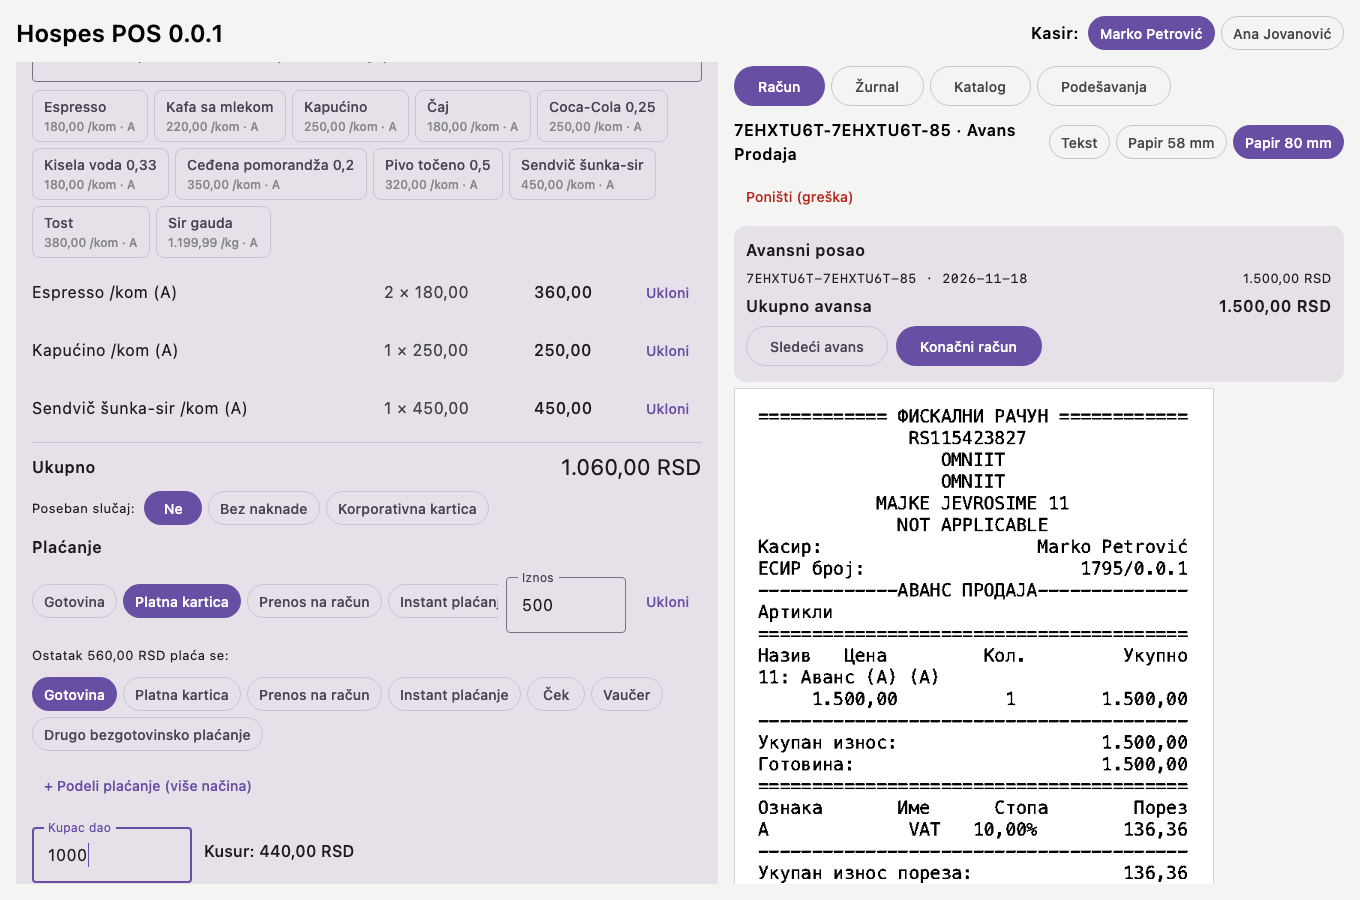 Hospes POS 0.0.1
Kasir: Marko Petrović Ana Jovanović
Espresso
180,00 /kom · A
Kafa sa mlekom
220,00 /kom · A
Kapućino
250,00 /kom · A
Čaj
180,00 /kom · A
Coca-Cola 0,25
250,00 /kom · A
Kisela voda 0,33
180,00 /kom · A
Ceđena pomorandža 0,2
350,00 /kom · A
Pivo točeno 0,5
320,00 /kom · A
Sendvič šunka-sir
450,00 /kom · A
Tost
380,00 /kom · A
Sir gauda
1.199,99 /kg · A
Espresso /kom (A) 2 × 180,00 360,00 Ukloni
Kapućino /kom (A) 1 × 250,00 250,00 Ukloni
Sendvič šunka-sir /kom (A) 1 × 450,00 450,00 Ukloni
Ukupno 1.060,00 RSD
Poseban slučaj: Ne Bez naknade Korporativna kartica
Plaćanje
Gotovina Platna kartica Prenos na račun Instant plaćanj
Iznos
500
Ukloni
Ostatak 560,00 RSD plaća se:
Gotovina Platna kartica Prenos na račun Instant plaćanje Ček Vaučer
Drugo bezgotovinsko plaćanje
+ Podeli plaćanje (više načina)
Kupac dao
1000
Kusur: 440,00 RSD
Račun Žurnal Katalog Podešavanja
7EHXTU6T-7EHXTU6T-85 · Avans
Prodaja
Tekst Papir 58 mm Papir 80 mm
Poništi (greška)
Avansni posao
7EHXTU6T-7EHXTU6T-85 · 2026-11-18 1.500,00 RSD
Ukupno avansa 1.500,00 RSD
Sledeći avans Konačni račun
============ ФИСКАЛНИ РАЧУН ============
RS115423827
OMNIIT
OMNIIT
MAJKE JEVROSIME 11
NOT APPLICABLE
Касир: Marko Petrović
ЕСИР број: 1795/0.0.1
-------------АВАНС ПРОДАЈА--------------
Артикли
========================================
Назив Цена Кол. Укупно
11: Аванс (А) (А)
1.500,00 1 1.500,00
----------------------------------------
Укупан износ: 1.500,00
Готовина: 1.500,00
========================================
Ознака Име Стопа Порез
А VAT 10,00% 136,36
----------------------------------------
Укупан износ пореза: 136,36